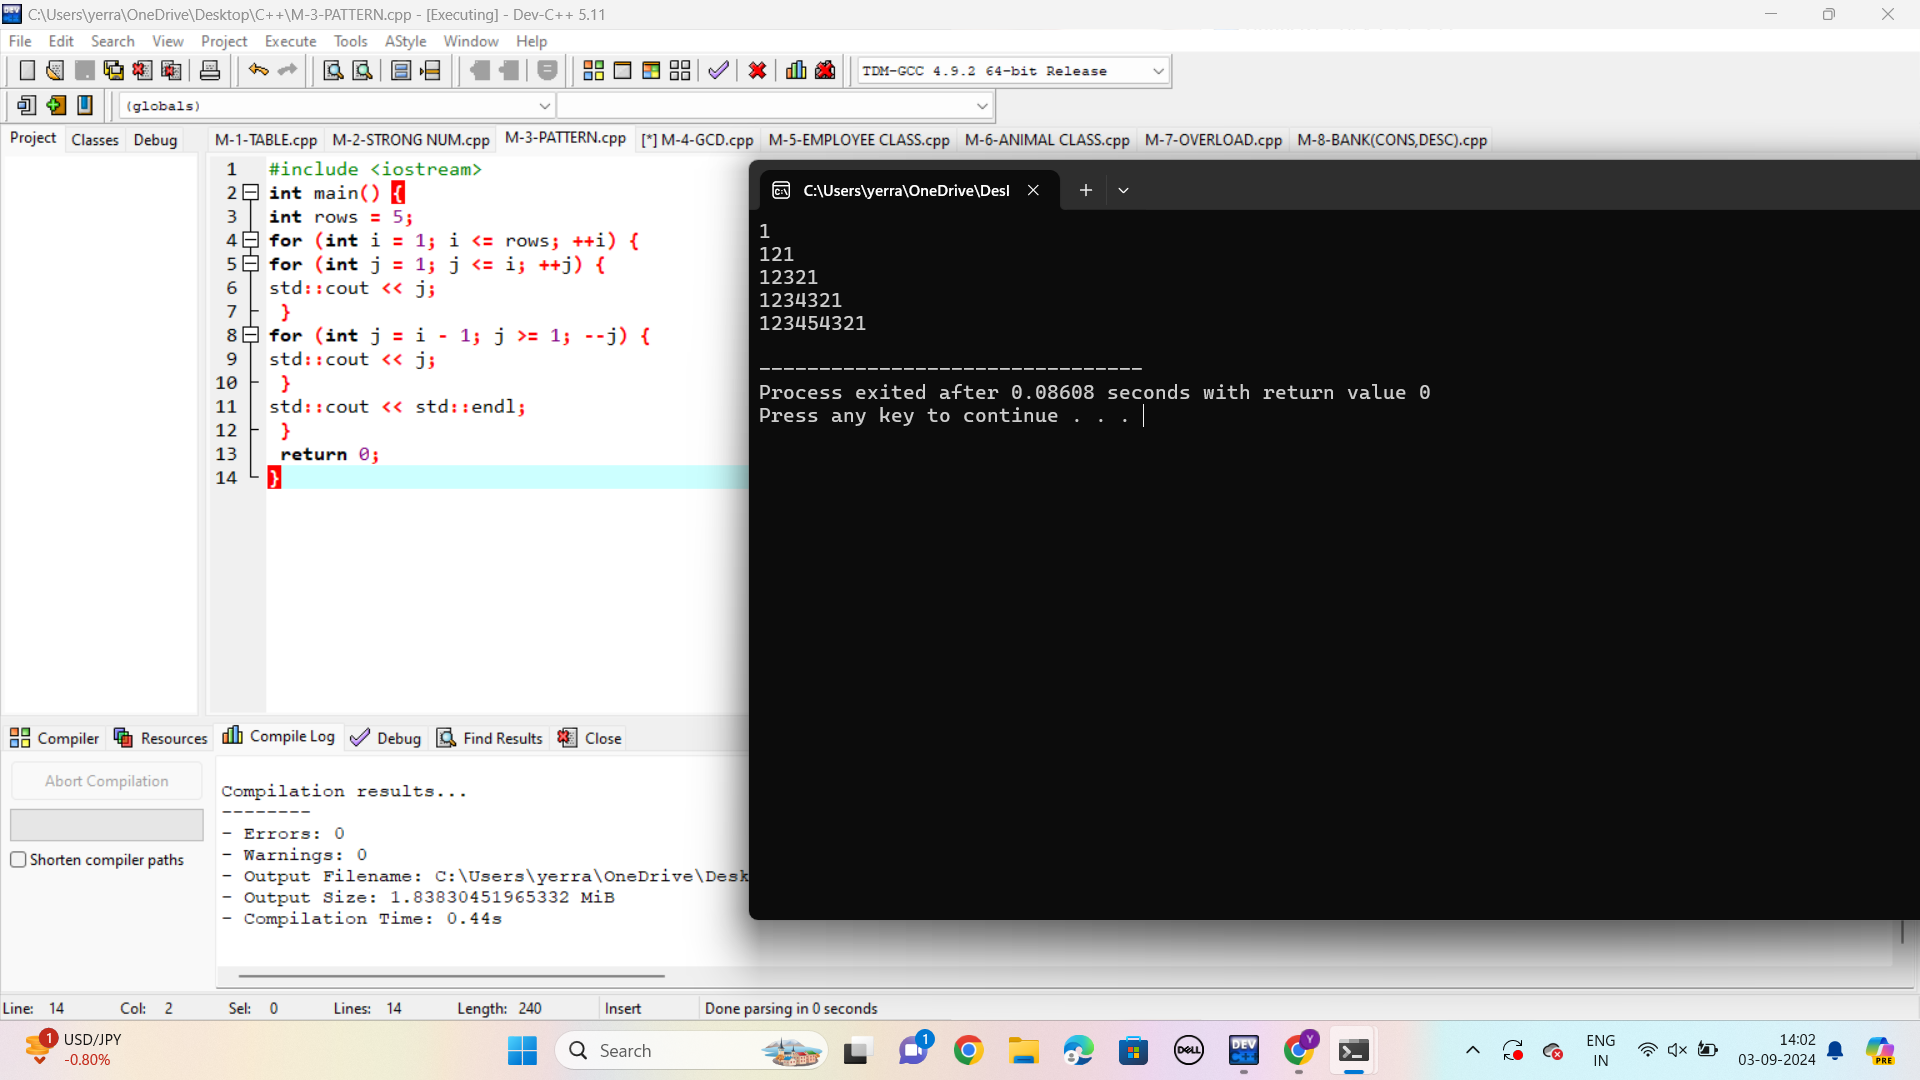 C:\Users\yerra\OneDrive\Desktop\C++\M-3-PATTERN.cpp - [Executing] - Dev-C++ 5.11
File Edit Search View Project Execute Tools AStyle Window Help
TDM-GCC 4.9.2 64-bit Release
(globals)
Project Classes Debug M-1-TABLE.cpp M-2-STRONG NUM.cpp M-3-PATTERN.cpp [*] M-4-GCD.cpp M-5-EMPLOYEE CLASS.cpp M-6-ANIMAL CLASS.cpp M-7-OVERLOAD.cpp M-8-BANK(CONS,DESC).cpp
1 #include <iostream>
2 int main() {
3 int rows = 5;
4 for (int i = 1; i <= rows; ++i) {
5 for (int j = 1; j <= i; ++j) {
6 std::cout << j;
7 }
8 for (int j = i - 1; j >= 1; --j) {
9 std::cout << j;
10 }
11 std::cout << std::endl;
12 }
13 return 0;
14 }
C:\Users\yerra\OneDrive\Desl
1
121
12321
1234321
123454321
--------------------------------
Process exited after 0.08608 seconds with return value 0
Press any key to continue . . .
Compiler Resources Compile Log Debug Find Results Close
Abort Compilation
Shorten compiler paths
Compilation results...
--------
- Errors: 0
- Warnings: 0
- Output Filename: C:\Users\yerra\OneDrive\Desk
- Output Size: 1.83830451965332 MiB
- Compilation Time: 0.44s
Line: 14 Col: 2 Sel: 0 Lines: 14 Length: 240 Insert Done parsing in 0 seconds
1
USD/JPY
-0.80%
Search
1
DELL
DEV
Y
ENG
IN
14:02
03-09-2024
PRE